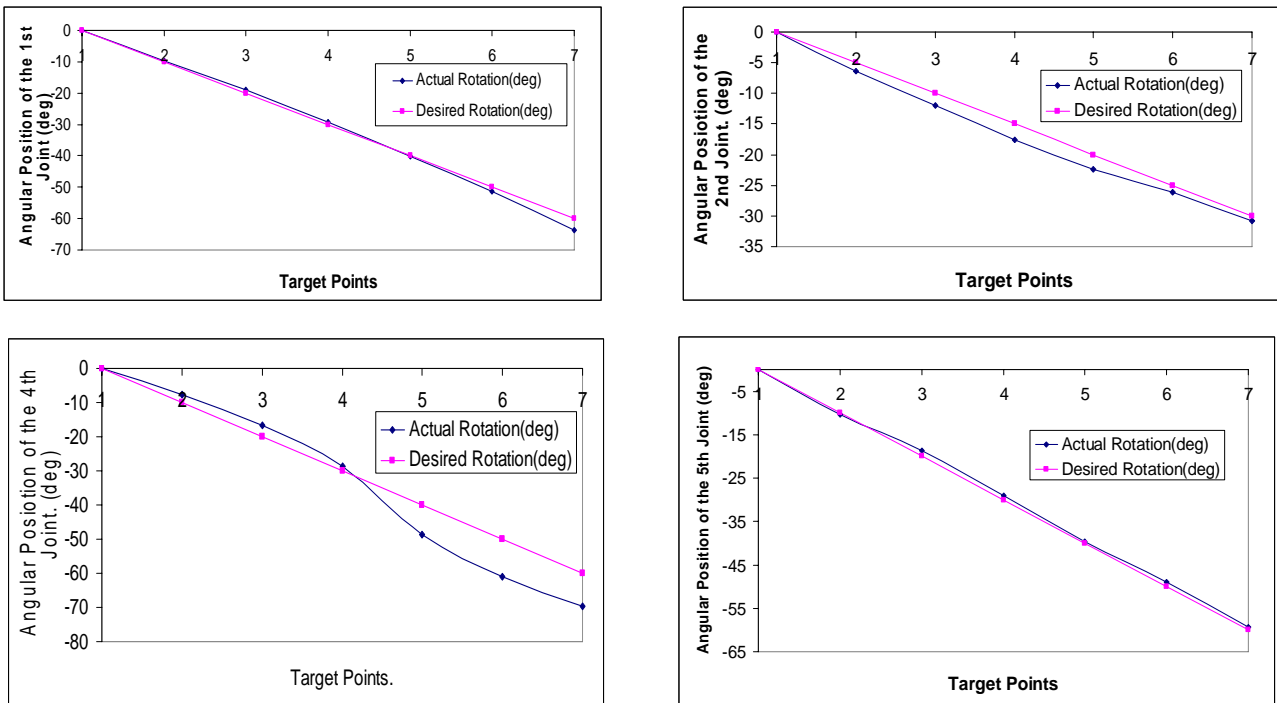 Angular Position of the 1st
Joint (deg)
0
-10
-20
-30
-40
-50
-60
-70
1 2 3 4 5 6 7
Actual Rotation(deg)
Desired Rotation(deg)
Target Points
Angular Posiotion of the
2nd Joint. (deg)
0
-5
-10
-15
-20
-25
-30
-35
1 2 3 4 5 6 7
Actual Rotation(deg)
Desired Rotation(deg)
Target Points
Angular Posiotion of the 4th
Joint. (deg)
0
-10
-20
-30
-40
-50
-60
-70
-80
1 2 3 4 5 6 7
Actual Rotation(deg)
Desired Rotation(deg)
Target Points.
Angular Position of the 5th Joint (deg)
-5
-15
-25
-35
-45
-55
-65
1 2 3 4 5 6 7
Actual Rotation(deg)
Desired Rotation(deg)
Target Points